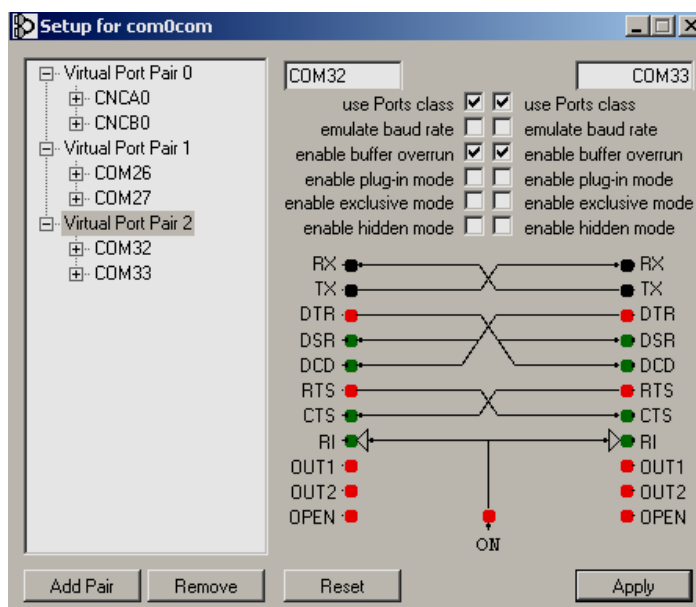 Setup for com0com
Virtual Port Pair 0
CNCA0
CNCB0
Virtual Port Pair 1
COM26
COM27
Virtual Port Pair 2
COM32
COM33
COM32 COM33
use Ports class use Ports class
emulate baud rate emulate baud rate
enable buffer overrun enable buffer overrun
enable plug-in mode enable plug-in mode
enable exclusive mode enable exclusive mode
enable hidden mode enable hidden mode
RX RX
TX TX
DTR DTR
DSR DSR
DCD DCD
RTS RTS
CTS CTS
RI RI
OUT1 OUT1
OUT2 OUT2
OPEN OPEN
ON
Add Pair Remove Reset Apply